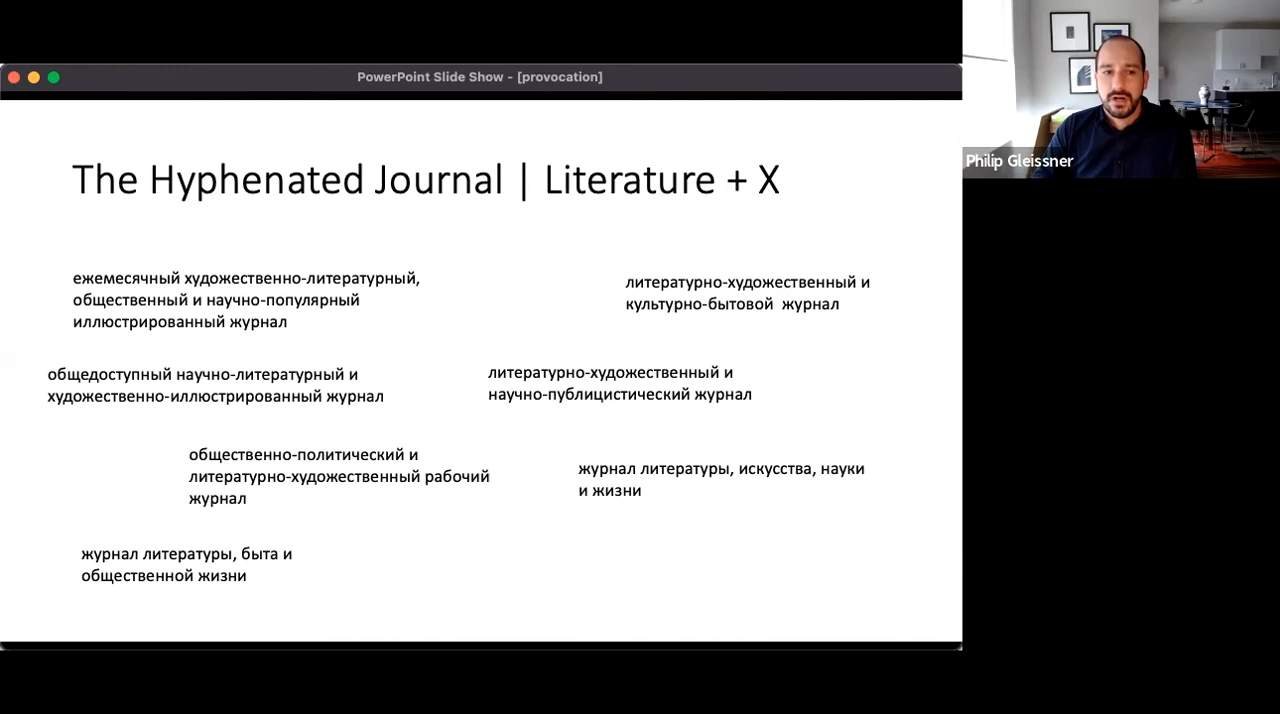 PowerPoint Slide Show - [provocation]
Philip Gleissner
The Hyphenated Journal | Literature + X
ежемесячный художественно-литературный,
общественный и научно-популярный
иллюстрированный журнал
литературно-художественный и
культурно-бытовой  журнал
общедоступный научно-литературный и
художественно-иллюстрированный журнал
литературно-художественный и
научно-публицистический журнал
общественно-политический и
литературно-художественный рабочий
журнал
журнал литературы, искусства, науки
и жизни
журнал литературы, быта и
общественной жизни